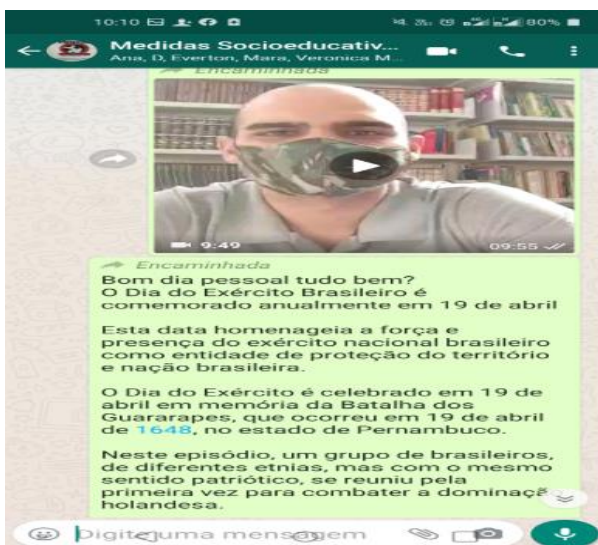 10:10 80%
Medidas Socioeducativ...
Ana, D, Everton, Mara, Veronica M...
Encaminhada
9:49 09:55
Encaminhada
Bom dia pessoal tudo bem?
O Dia do Exército Brasileiro é
comemorado anualmente em 19 de abril
Esta data homenageia a força e
presença do exército nacional brasileiro
como entidade de proteção do território
e nação brasileira.
O Dia do Exército é celebrado em 19 de
abril em memória da Batalha dos
Guararapes, que ocorreu em 19 de abril
de 1648, no estado de Pernambuco.
Neste episódio, um grupo de brasileiros,
de diferentes etnias, mas com o mesmo
sentido patriótico, se reuniu pela
primeira vez para combater a dominaçã
holandesa.
Digite uma mensagem